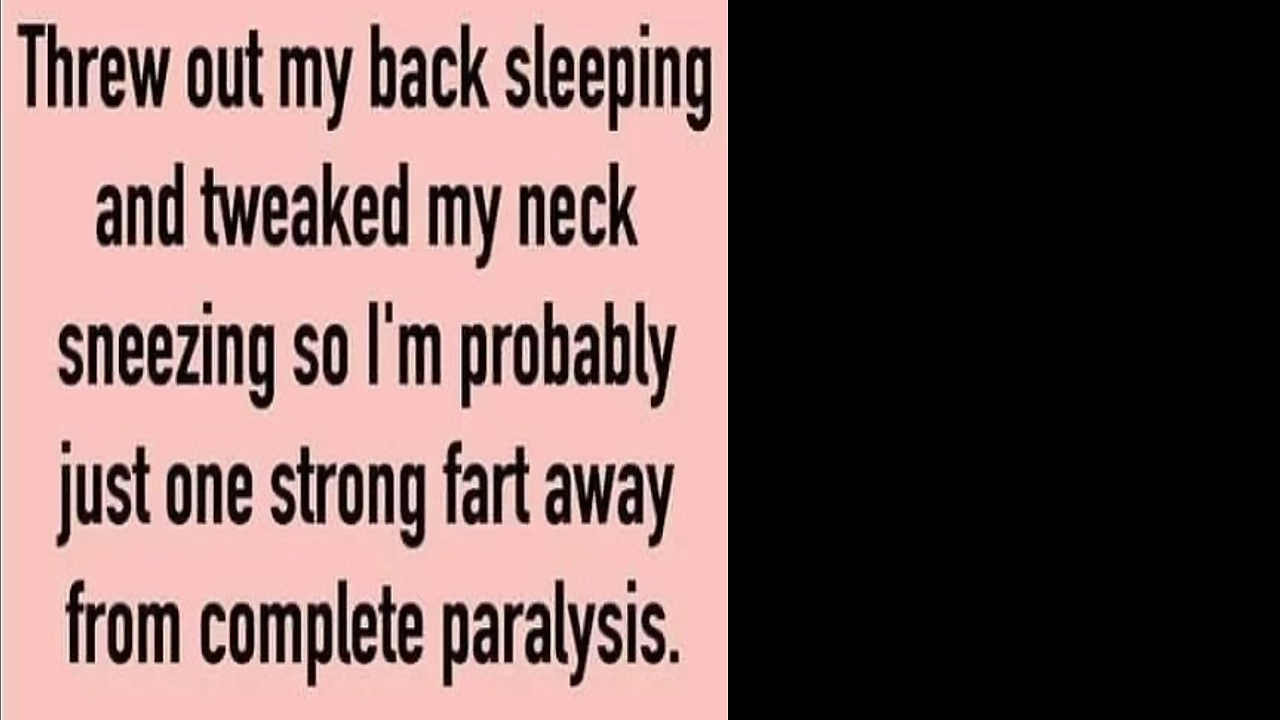 Threw out my back sleeping
and tweaked my neck
sneezing so I'm probably
just one strong fart away
from complete paralysis.